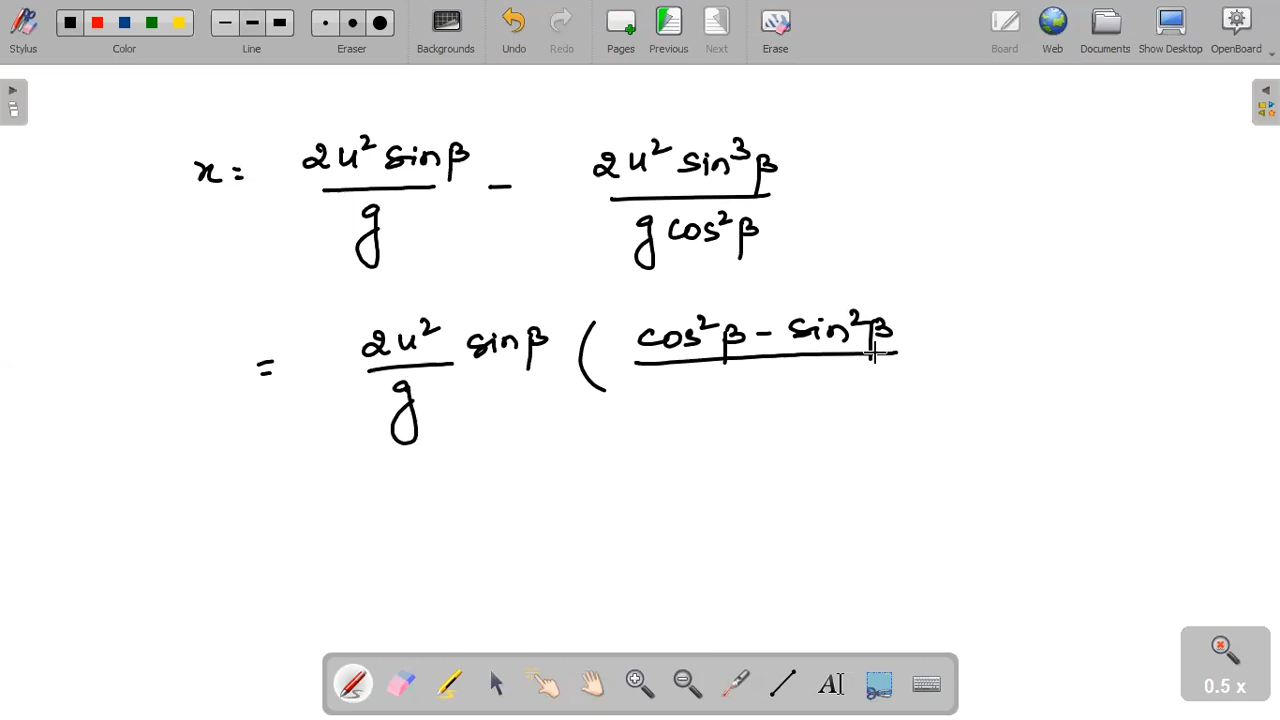 Stylus Color Line Eraser Backgrounds Undo Redo Pages Previous Next Erase Board Web Documents Show Desktop OpenBoard
x = 2u² sinβ / g - 2u² sin³β / g cos²β
= 2u² / g sinβ ( cos²β - sin²β
0.5 x